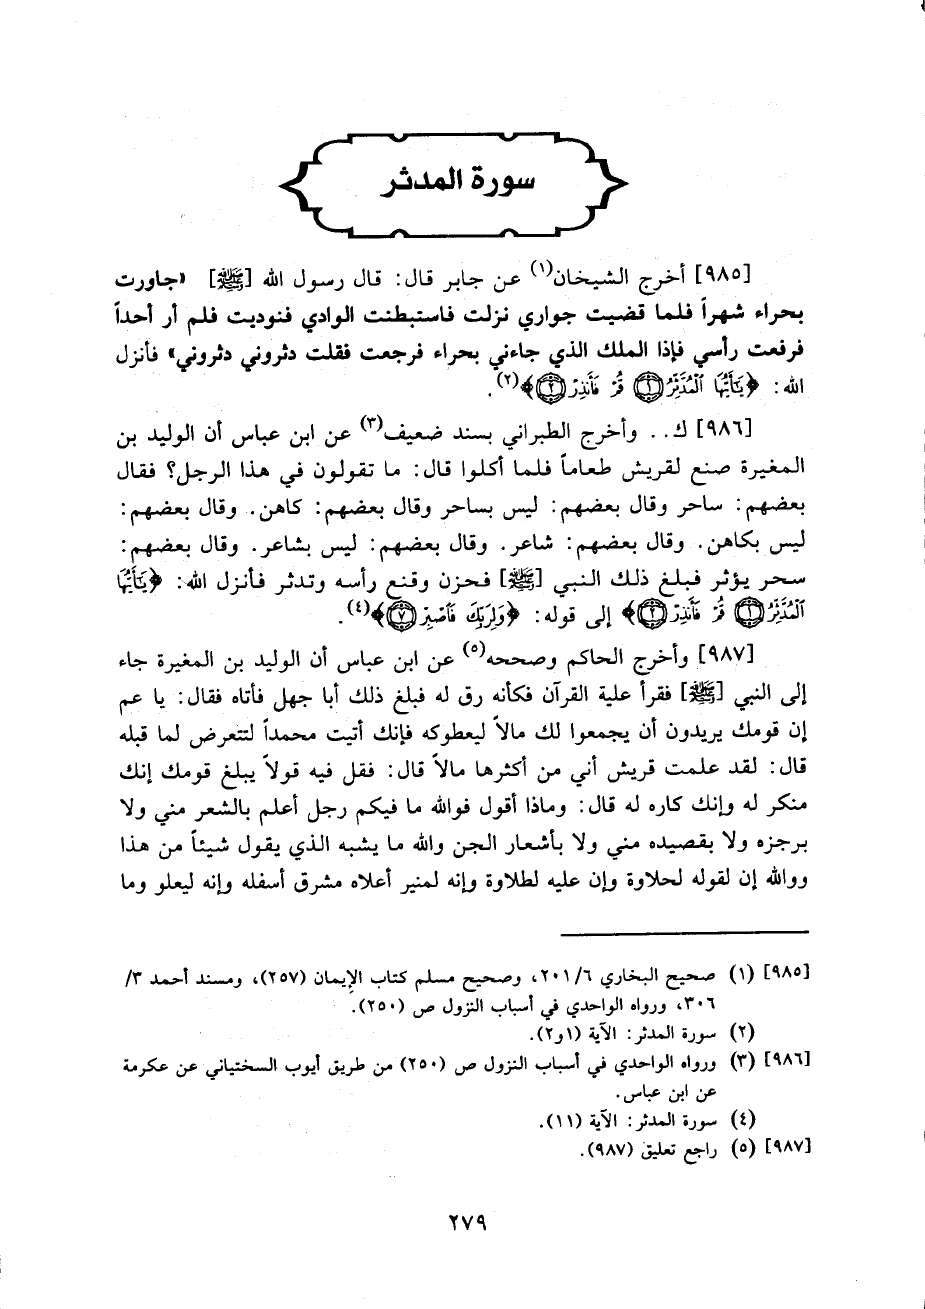 سورة المدثر
[٩٨٥] أخرج الشيخان(١) عن جابر قال: قال رسول الله [ﷺ] «جاورت
بحراء شهراً فلما قضيت جواري نزلت فاستبطنت الوادي فنوديت فلم أر أحداً
فرفعت رأسي فإذا الملك الذي جاءني بحراء فرجعت فقلت دثروني دثروني» فأنزل
الله: ﴿يَٰٓأَيُّهَا ٱلْمُدَّثِّرُ ۝١ قُمْ فَأَنذِرْ ۝٢﴾(٢).
[٩٨٦] ك.. وأخرج الطبراني بسند ضعيف(٣) عن ابن عباس أن الوليد بن
المغيرة صنع لقريش طعاماً فلما أكلوا قال: ما تقولون في هذا الرجل؟ فقال
بعضهم: ساحر وقال بعضهم: ليس بساحر وقال بعضهم: كاهن. وقال بعضهم:
ليس بكاهن. وقال بعضهم: شاعر. وقال بعضهم: ليس بشاعر. وقال بعضهم:
سحر يؤثر فبلغ ذلك النبي [ﷺ] فحزن وقنع رأسه وتدثر فأنزل الله: ﴿يَٰٓأَيُّهَا
ٱلْمُدَّثِّرُ ۝١ قُمْ فَأَنذِرْ ۝٢﴾ إلى قوله: ﴿وَلِرَبِّكَ فَٱصْبِرْ ۝٧﴾(٤).
[٩٨٧] وأخرج الحاكم وصححه(٥) عن ابن عباس أن الوليد بن المغيرة جاء
إلى النبي [ﷺ] فقرأ علية القرآن فكأنه رق له فبلغ ذلك أبا جهل فأتاه فقال: يا عم
إن قومك يريدون أن يجمعوا لك مالاً ليعطوكه فإنك أتيت محمداً لتتعرض لما قبله
قال: لقد علمت قريش أني من أكثرها مالاً قال: فقل فيه قولاً يبلغ قومك إنك
منكر له وإنك كاره له قال: وماذا أقول فوالله ما فيكم رجل أعلم بالشعر مني ولا
برجزه ولا بقصيده مني ولا بأشعار الجن والله ما يشبه الذي يقول شيئاً من هذا
ووالله إن لقوله لحلاوة وإن عليه لطلاوة وإنه لمنير أعلاه مشرق أسفله وإنه ليعلو وما
[٩٨٥] (١) صحيح البخاري ٢٠١/٦، وصحيح مسلم كتاب الإيمان (٢٥٧)، ومسند أحمد ٣/
٣٠٦، ورواه الواحدي في أسباب النزول ص (٢٥٠).
(٢) سورة المدثر: الآية (١و٢).
[٩٨٦] (٣) ورواه الواحدي في أسباب النزول ص (٢٥٠) من طريق أيوب السختياني عن عكرمة
عن ابن عباس.
(٤) سورة المدثر: الآية (١١).
[٩٨٧] (٥) راجع تعليق (٩٨٧).
٢٧٩